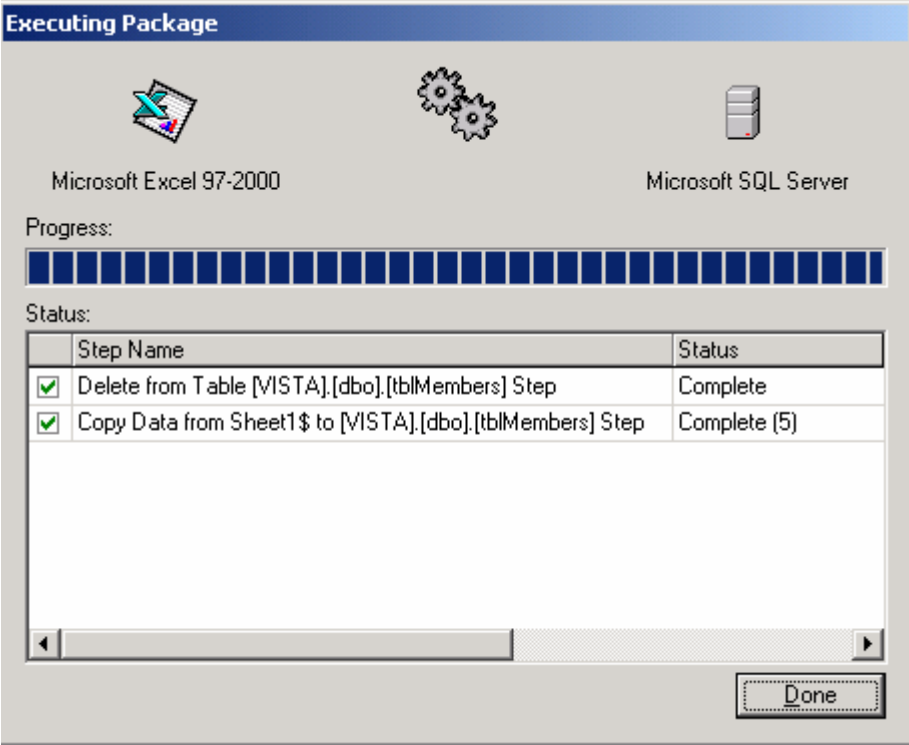 Executing Package
Microsoft Excel 97-2000 Microsoft SQL Server
Progress:
Status:
Step Name Status
Delete from Table [VISTA].[dbo].[tblMembers] Step Complete
Copy Data from Sheet1$ to [VISTA].[dbo].[tblMembers] Step Complete (5)
Done